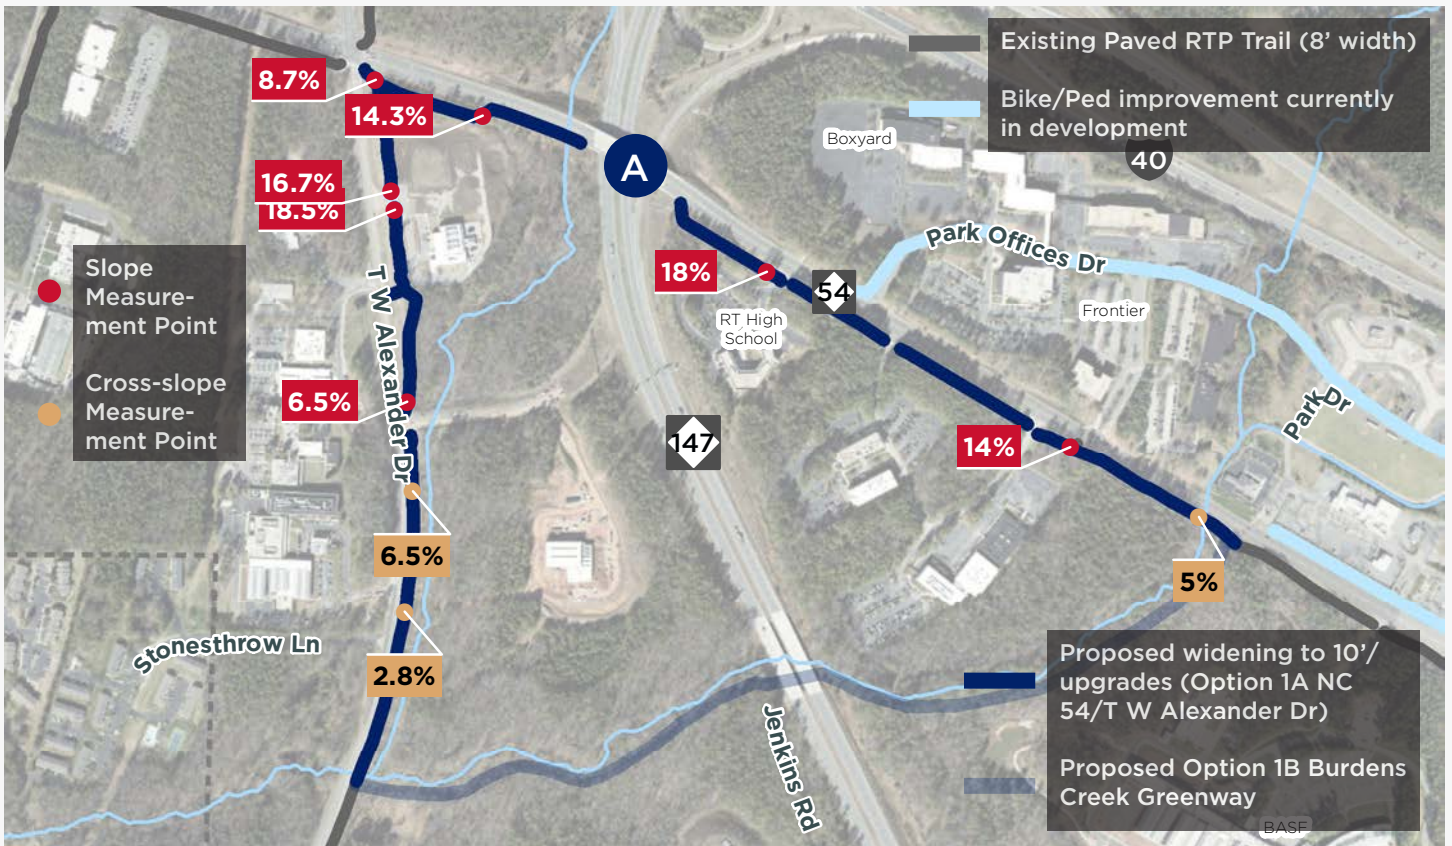 Existing Paved RTP Trail (8' width)
Bike/Ped improvement currently
in development
8.7%
14.3%
A
Boxyard
40
16.7%
18.5%
Park Offices Dr
Slope
Measure-
ment Point
Cross-slope
Measure-
ment Point
T W Alexander Dr
18%
54
RT High
School
Frontier
6.5%
147
Park Dr
14%
6.5%
5%
Stonesthrow Ln
2.8%
Jenkins Rd
Proposed widening to 10'/
upgrades (Option 1A NC
54/T W Alexander Dr)
Proposed Option 1B Burdens
Creek Greenway
BASF